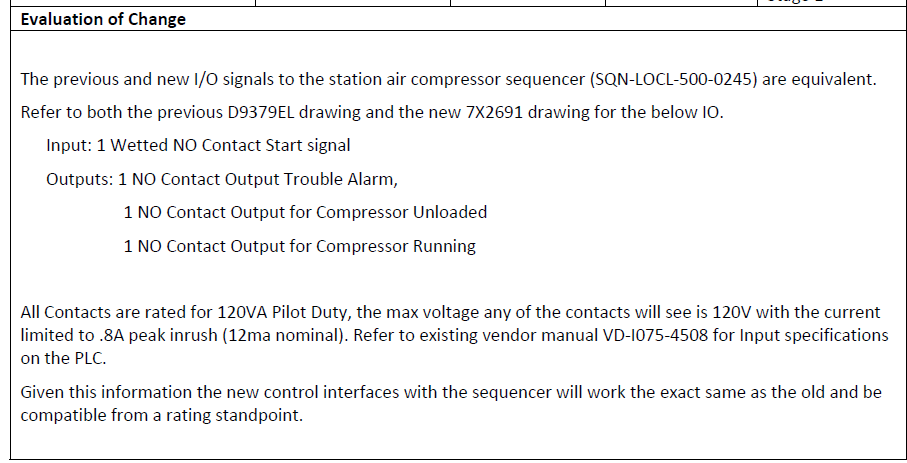 Evaluation of Change
The previous and new I/O signals to the station air compressor sequencer (SQN-LOCL-500-0245) are equivalent.
Refer to both the previous D9379EL drawing and the new 7X2691 drawing for the below IO.
Input: 1 Wetted NO Contact Start signal
Outputs: 1 NO Contact Output Trouble Alarm,
1 NO Contact Output for Compressor Unloaded
1 NO Contact Output for Compressor Running
All Contacts are rated for 120VA Pilot Duty, the max voltage any of the contacts will see is 120V with the current
limited to .8A peak inrush (12ma nominal). Refer to existing vendor manual VD-I075-4508 for Input specifications
on the PLC.
Given this information the new control interfaces with the sequencer will work the exact same as the old and be
compatible from a rating standpoint.